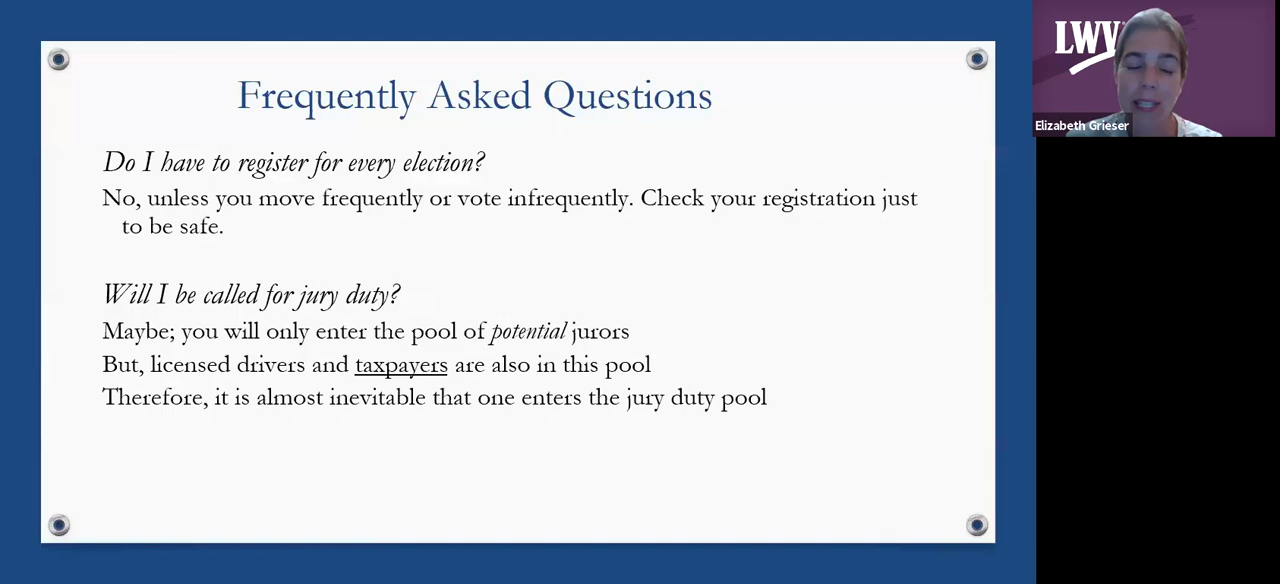 Frequently Asked Questions
Do I have to register for every election?
No, unless you move frequently or vote infrequently. Check your registration just
to be safe.
Will I be called for jury duty?
Maybe; you will only enter the pool of potential jurors
But, licensed drivers and taxpayers are also in this pool
Therefore, it is almost inevitable that one enters the jury duty pool
LWV
Elizabeth Grieser